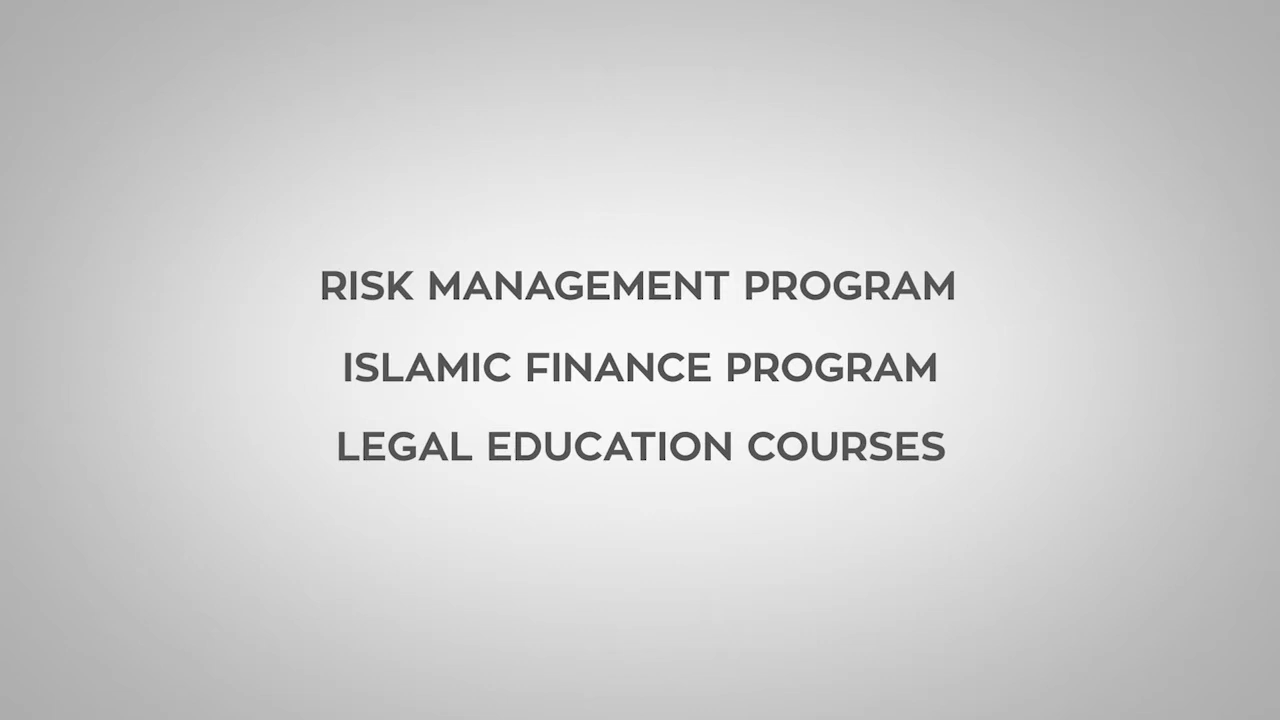 RISK MANAGEMENT PROGRAM
ISLAMIC FINANCE PROGRAM
LEGAL EDUCATION COURSES